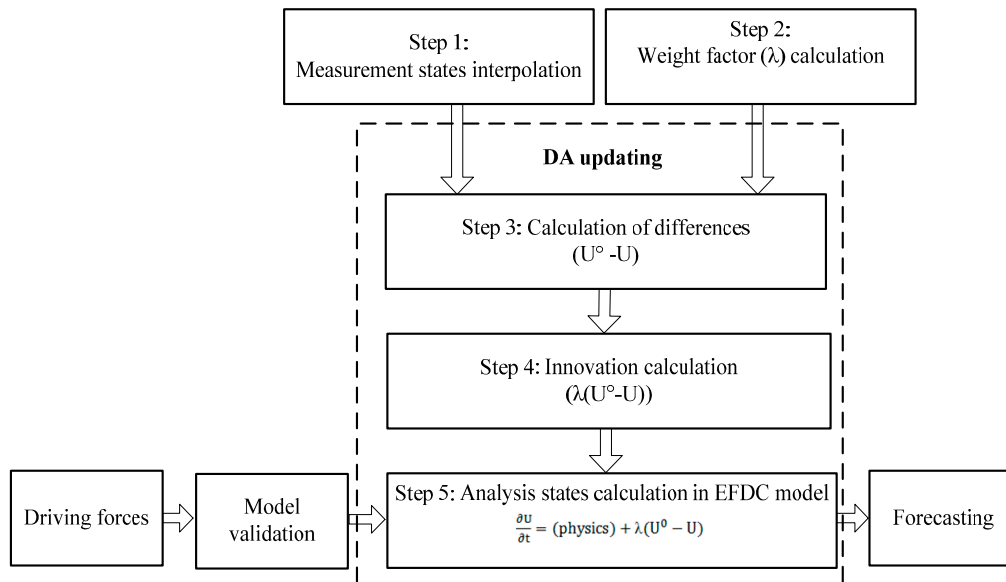 Step 1:
Measurement states interpolation
Step 2:
Weight factor (λ) calculation
DA updating
Step 3: Calculation of differences
(U° -U)
Step 4: Innovation calculation
(λ(U°-U))
Driving forces
Model
validation
Step 5: Analysis states calculation in EFDC model
∂U/∂t = (physics) + λ(U⁰ − U)
Forecasting